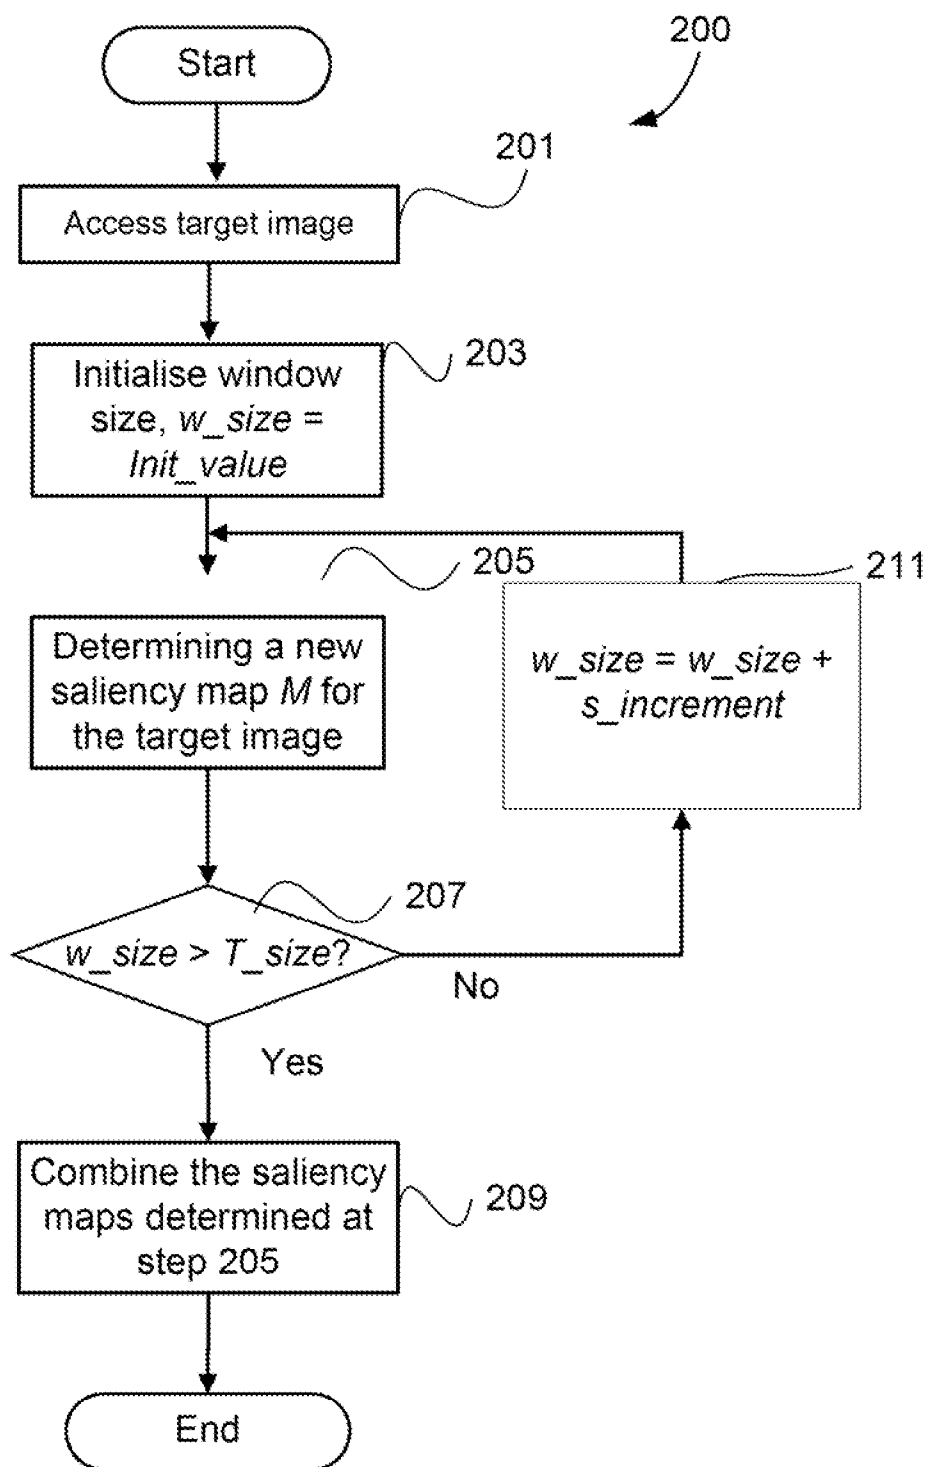 200
Start
201
Access target image
203
Initialise window
size, w_size =
Init_value
205
211
Determining a new
saliency map M for
the target image
w_size = w_size +
s_increment
207
w_size > T_size?
No
Yes
Combine the saliency
maps determined at
step 205
209
End